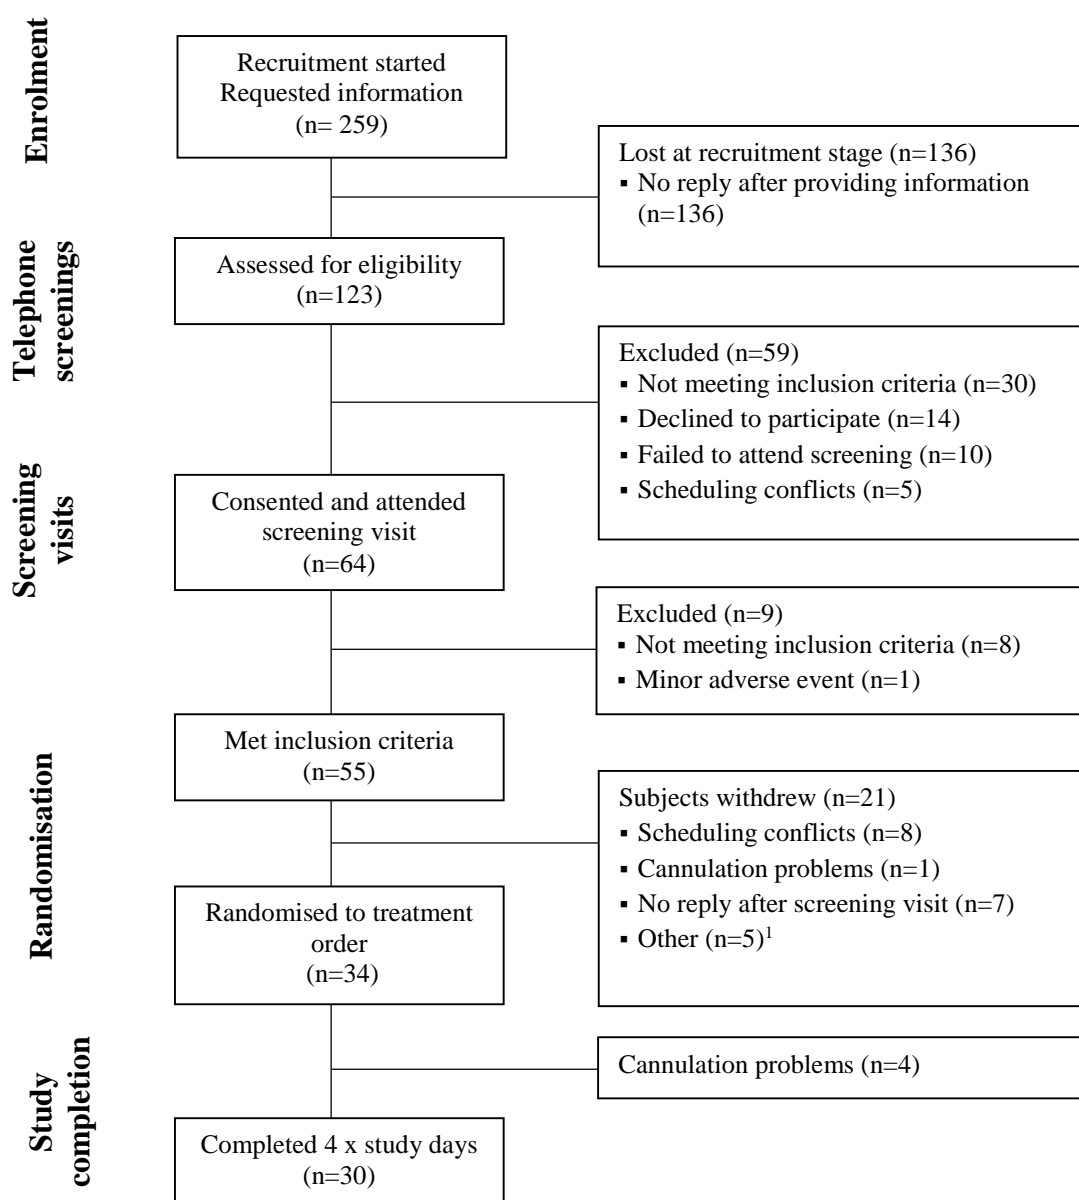 Enrolment
Recruitment started
Requested information
(n= 259)
Lost at recruitment stage (n=136)
▪ No reply after providing information
(n=136)
Telephone
screenings
Assessed for eligibility
(n=123)
Excluded (n=59)
▪ Not meeting inclusion criteria (n=30)
▪ Declined to participate (n=14)
▪ Failed to attend screening (n=10)
▪ Scheduling conflicts (n=5)
Screening
visits
Consented and attended
screening visit
(n=64)
Excluded (n=9)
▪ Not meeting inclusion criteria (n=8)
▪ Minor adverse event (n=1)
Randomisation
Met inclusion criteria
(n=55)
Subjects withdrew (n=21)
▪ Scheduling conflicts (n=8)
▪ Cannulation problems (n=1)
▪ No reply after screening visit (n=7)
▪ Other (n=5)¹
Randomised to treatment
order
(n=34)
Study
completion
Cannulation problems (n=4)
Completed 4 x study days
(n=30)